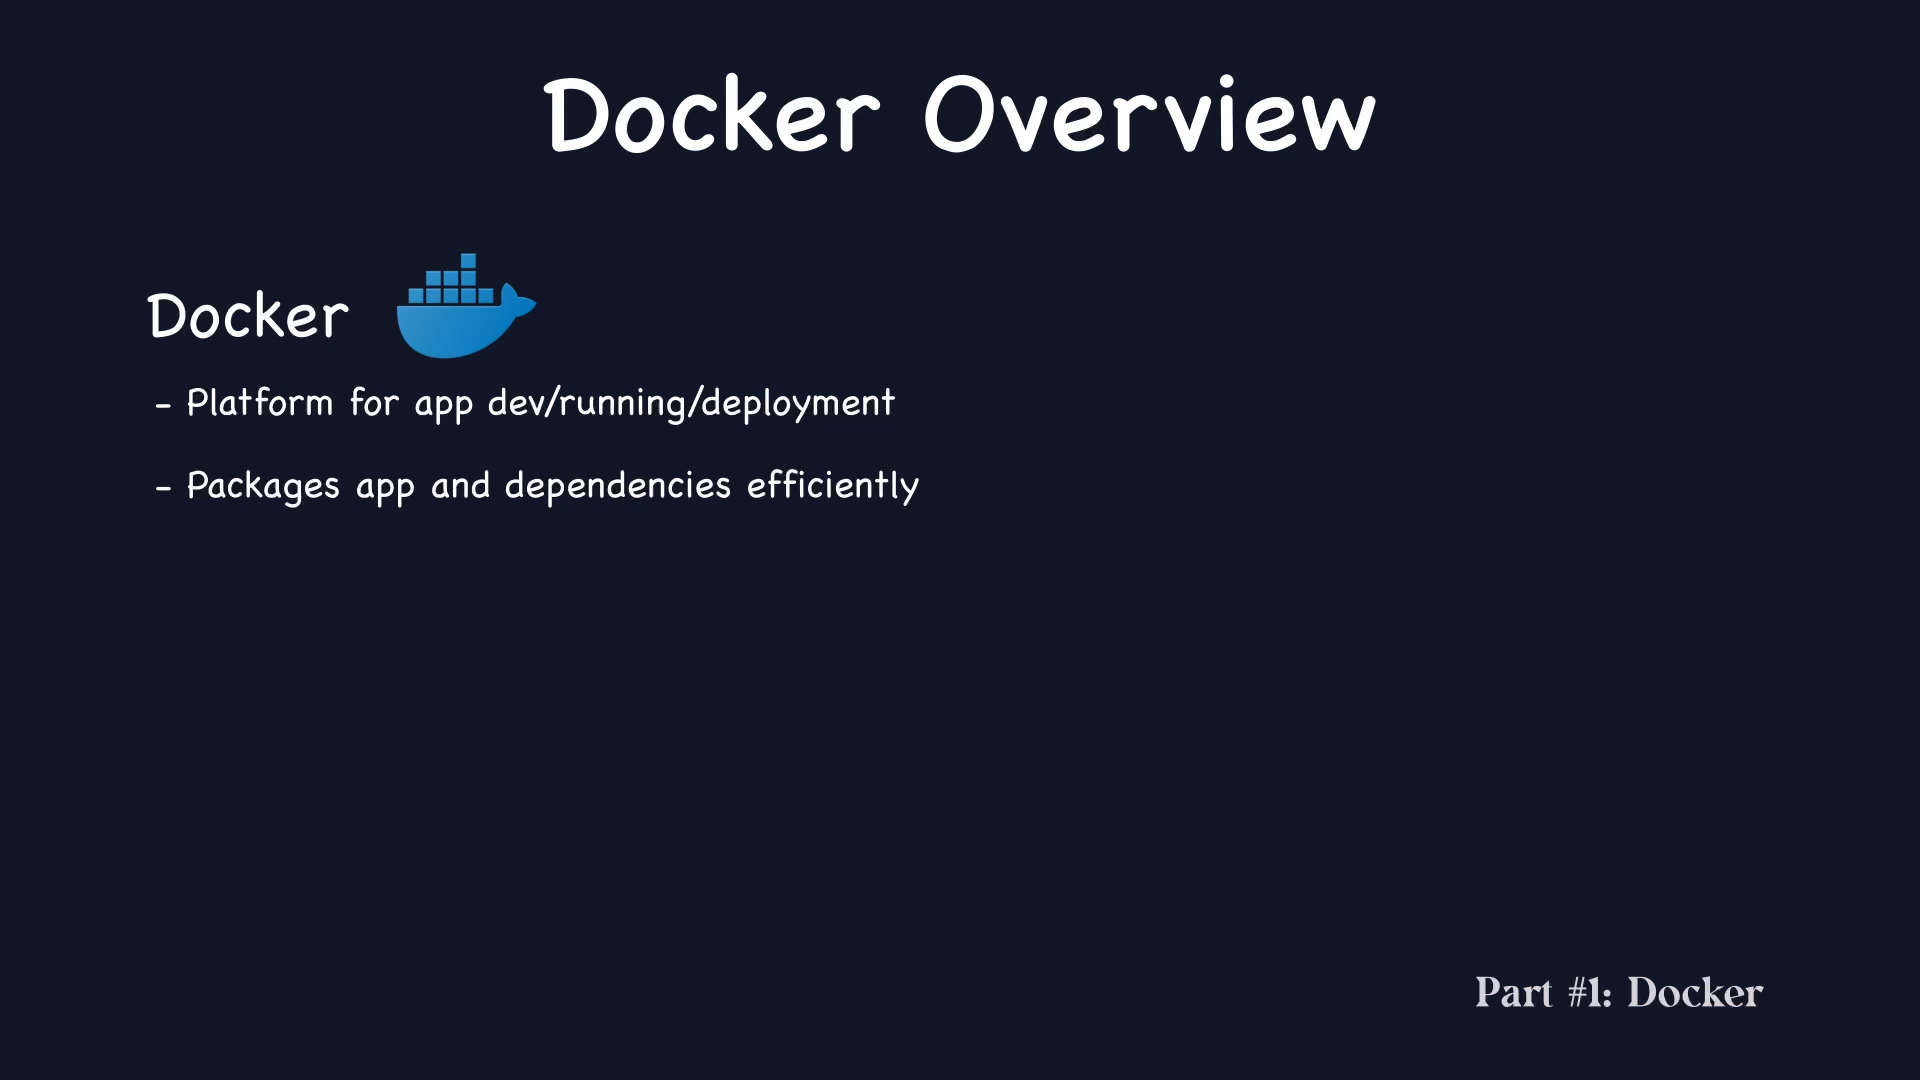 Docker Overview
Docker
- Platform for app dev/running/deployment
- Packages app and dependencies efficiently
Part #1: Docker